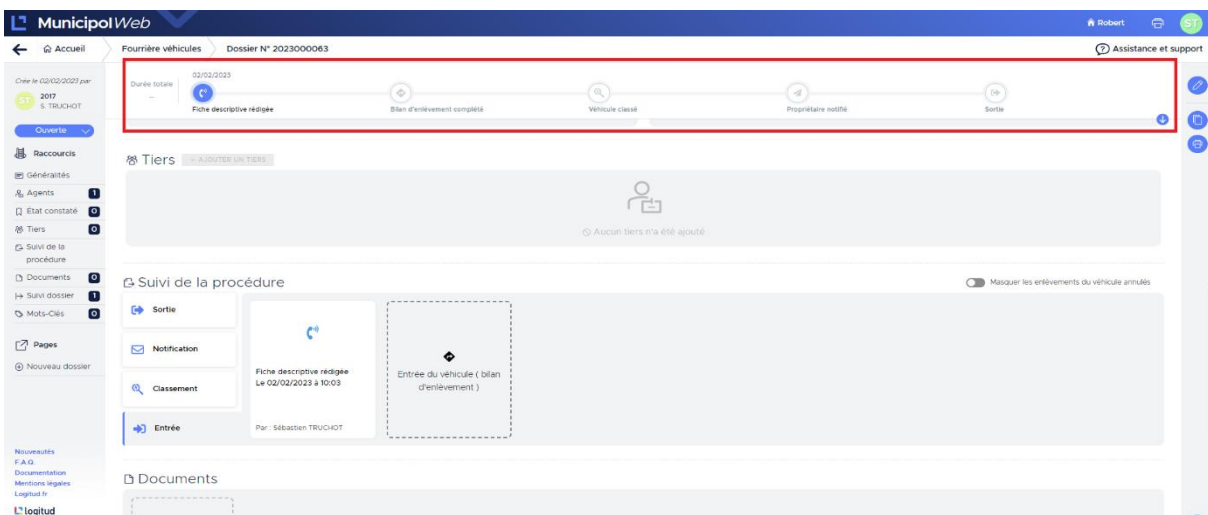 MunicipolWeb
Robert
ST
Accueil
Fourrière véhicules
Dossier N° 2023000063
Assistance et support
Crée le 02/02/2023 par
ST
2017
S. TRUCHOT
Ouverte
Raccourcis
Généralités
Agents 1
État constaté 0
Tiers 0
Suivi de la
procédure
Documents 0
Suivi dossier 1
Mots-Clés 0
Pages
Nouveau dossier
Nouveautés
F.A.Q.
Documentation
Mentions légales
Logitud.fr
logitud
Durée totale
--
02/02/2023
Fiche descriptive rédigée
Bilan d'enlèvement complété
Véhicule classé
Propriétaire notifié
Sortie
Tiers
+ AJOUTER UN TIERS
Aucun tiers n'a été ajouté
Suivi de la procédure
Masquer les enlèvements du véhicule annulés
Sortie
Notification
Classement
Entrée
Fiche descriptive rédigée
Le 02/02/2023 à 10:03
Par : Sébastien TRUCHOT
Entrée du véhicule ( bilan
d'enlèvement )
Documents